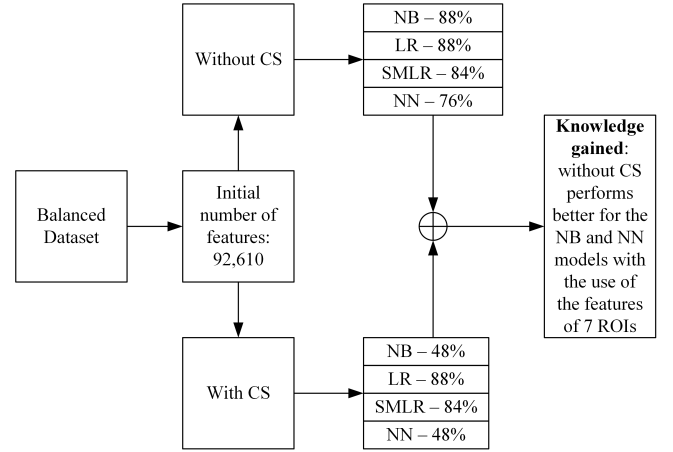 Balanced
Dataset
Initial
number of
features:
92,610
Without CS
NB – 88%
LR – 88%
SMLR – 84%
NN – 76%
With CS
NB – 48%
LR – 88%
SMLR – 84%
NN – 48%
Knowledge
gained:
without CS
performs
better for the
NB and NN
models with
the use of
the features
of 7 ROIs